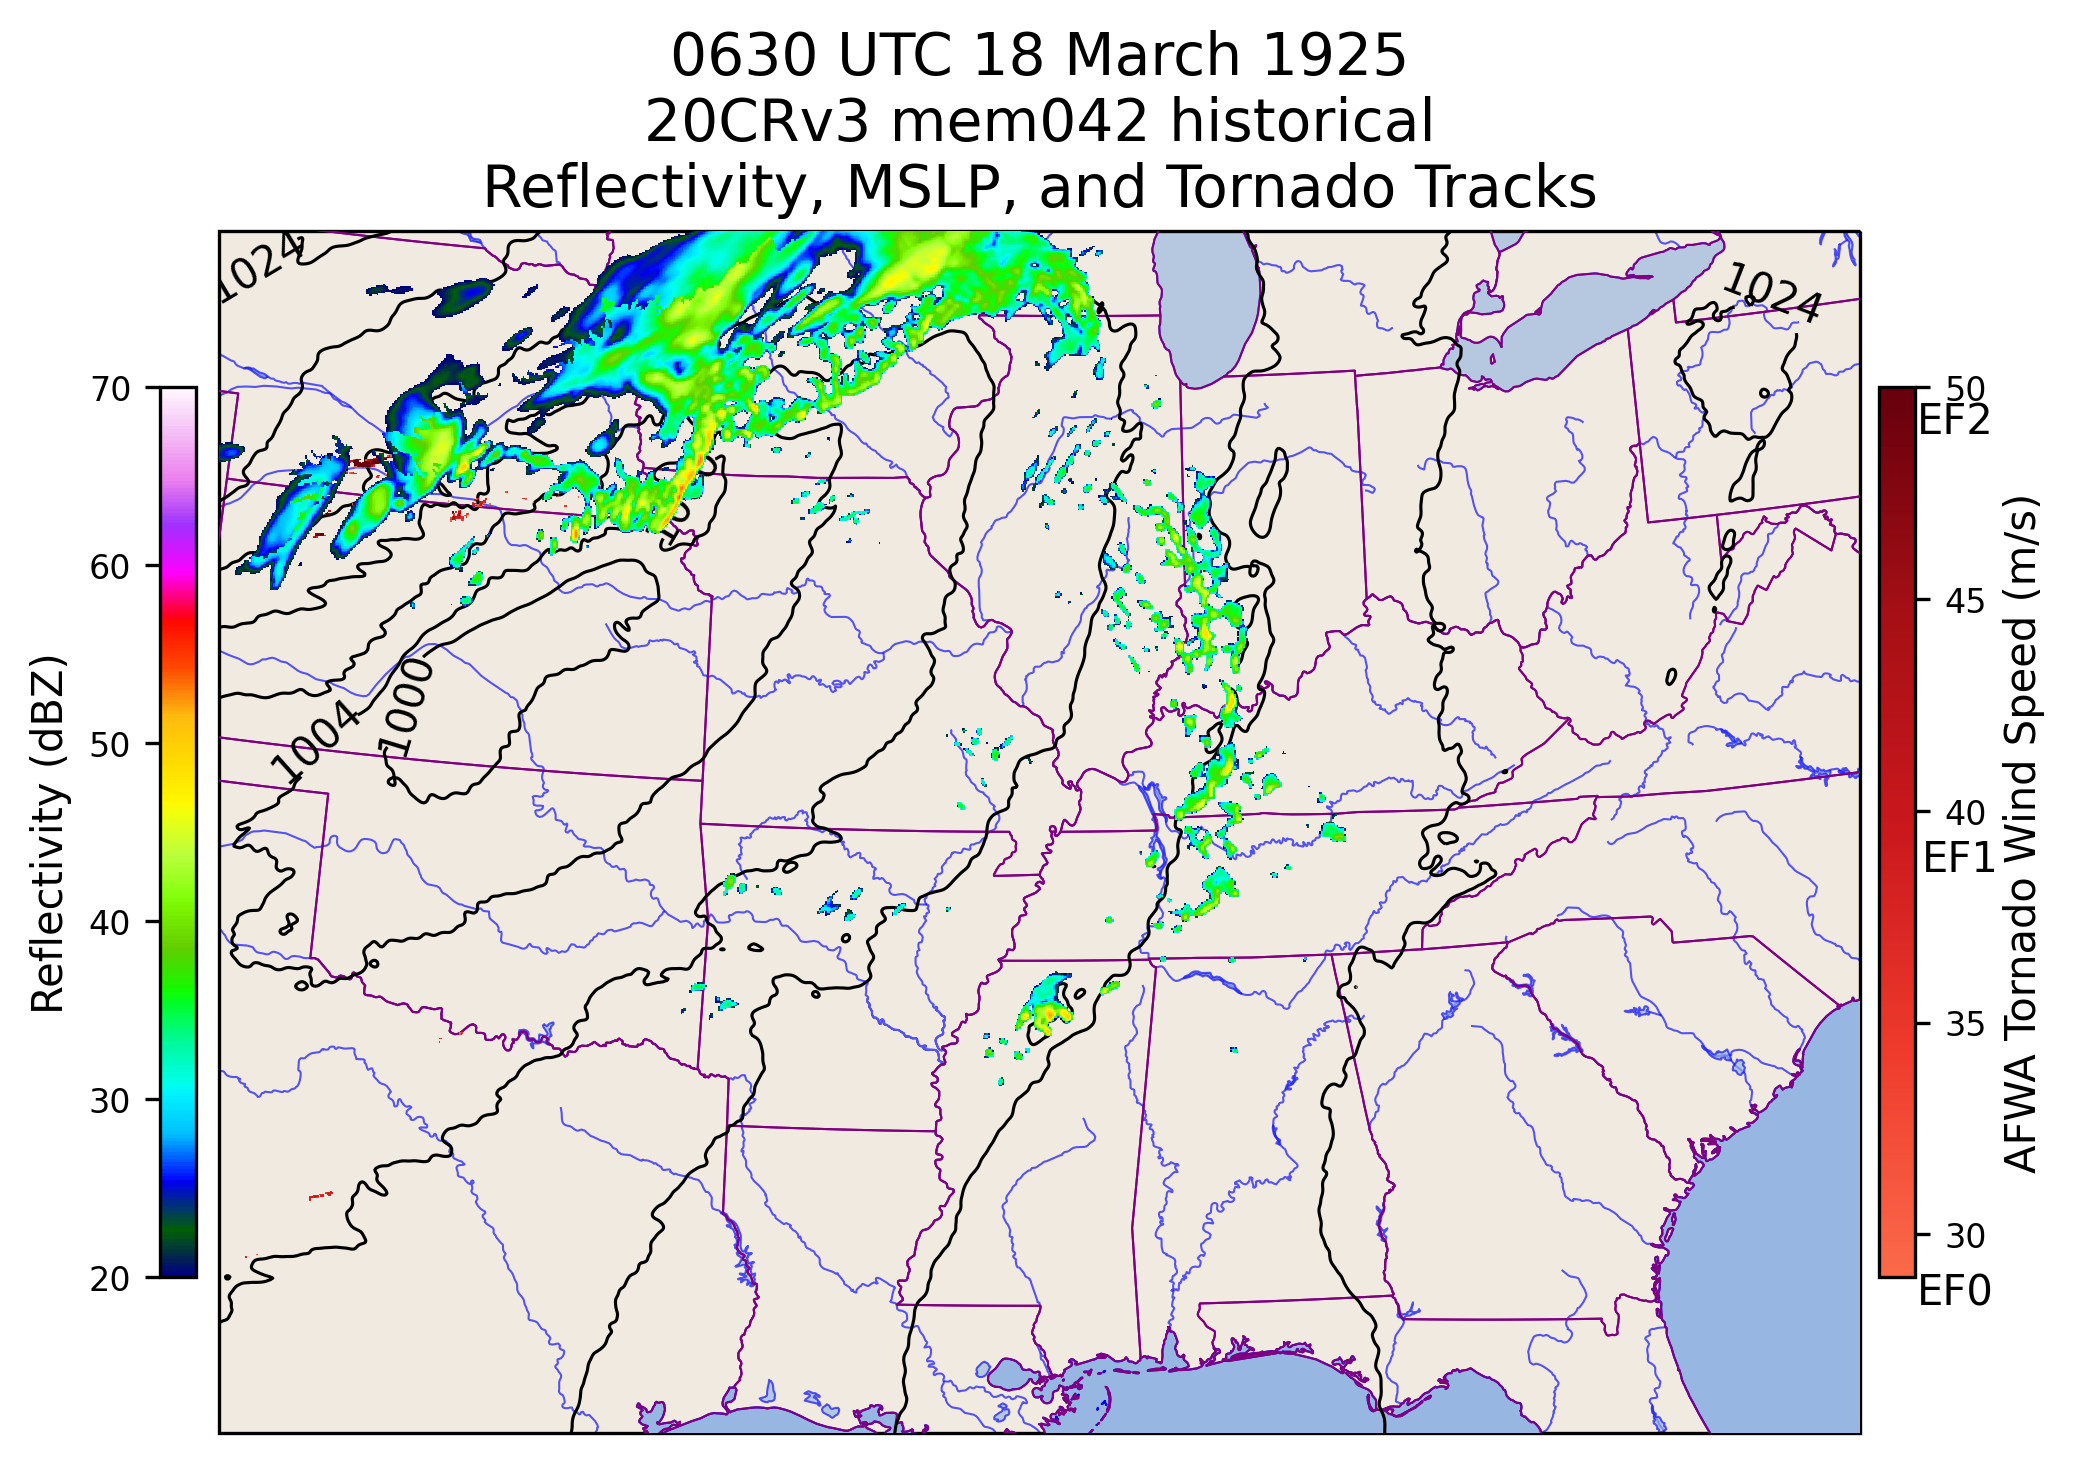 0630 UTC 18 March 1925
20CRv3 mem042 historical
Reflectivity, MSLP, and Tornado Tracks
1024
1024
1004
1000
Reflectivity (dBZ)
70
60
50
40
30
20
50
EF2
45
40
EF1
35
30
EF0
AFWA Tornado Wind Speed (m/s)